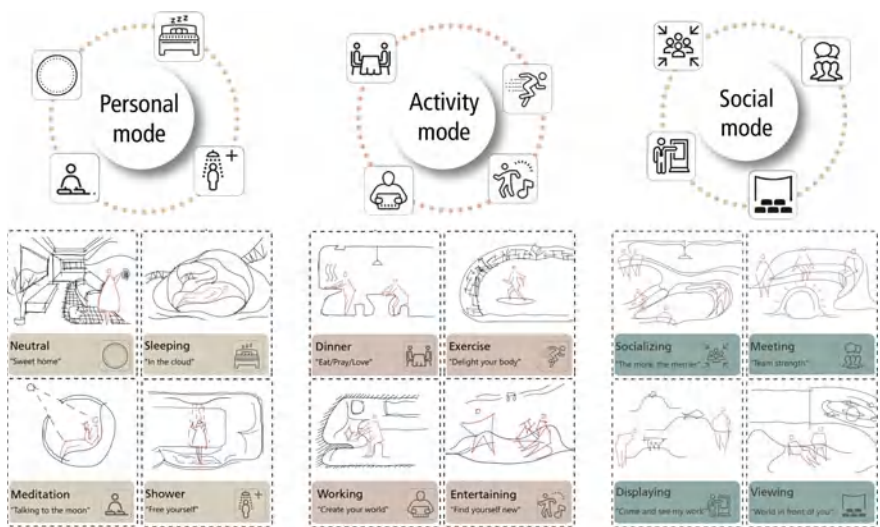 Personal
mode
Activity
mode
Social
mode
Neutral
"Sweet home"
Sleeping
"In the cloud"
Dinner
"Eat/Pray/Love"
Exercise
"Delight your body"
Socializing
"The more, the merrier"
Meeting
"Team strength"
Meditation
"Talking to the moon"
Shower
"Free yourself"
Working
"Create your world"
Entertaining
"Find yourself new"
Displaying
"Come and see my work"
Viewing
"World in front of you"